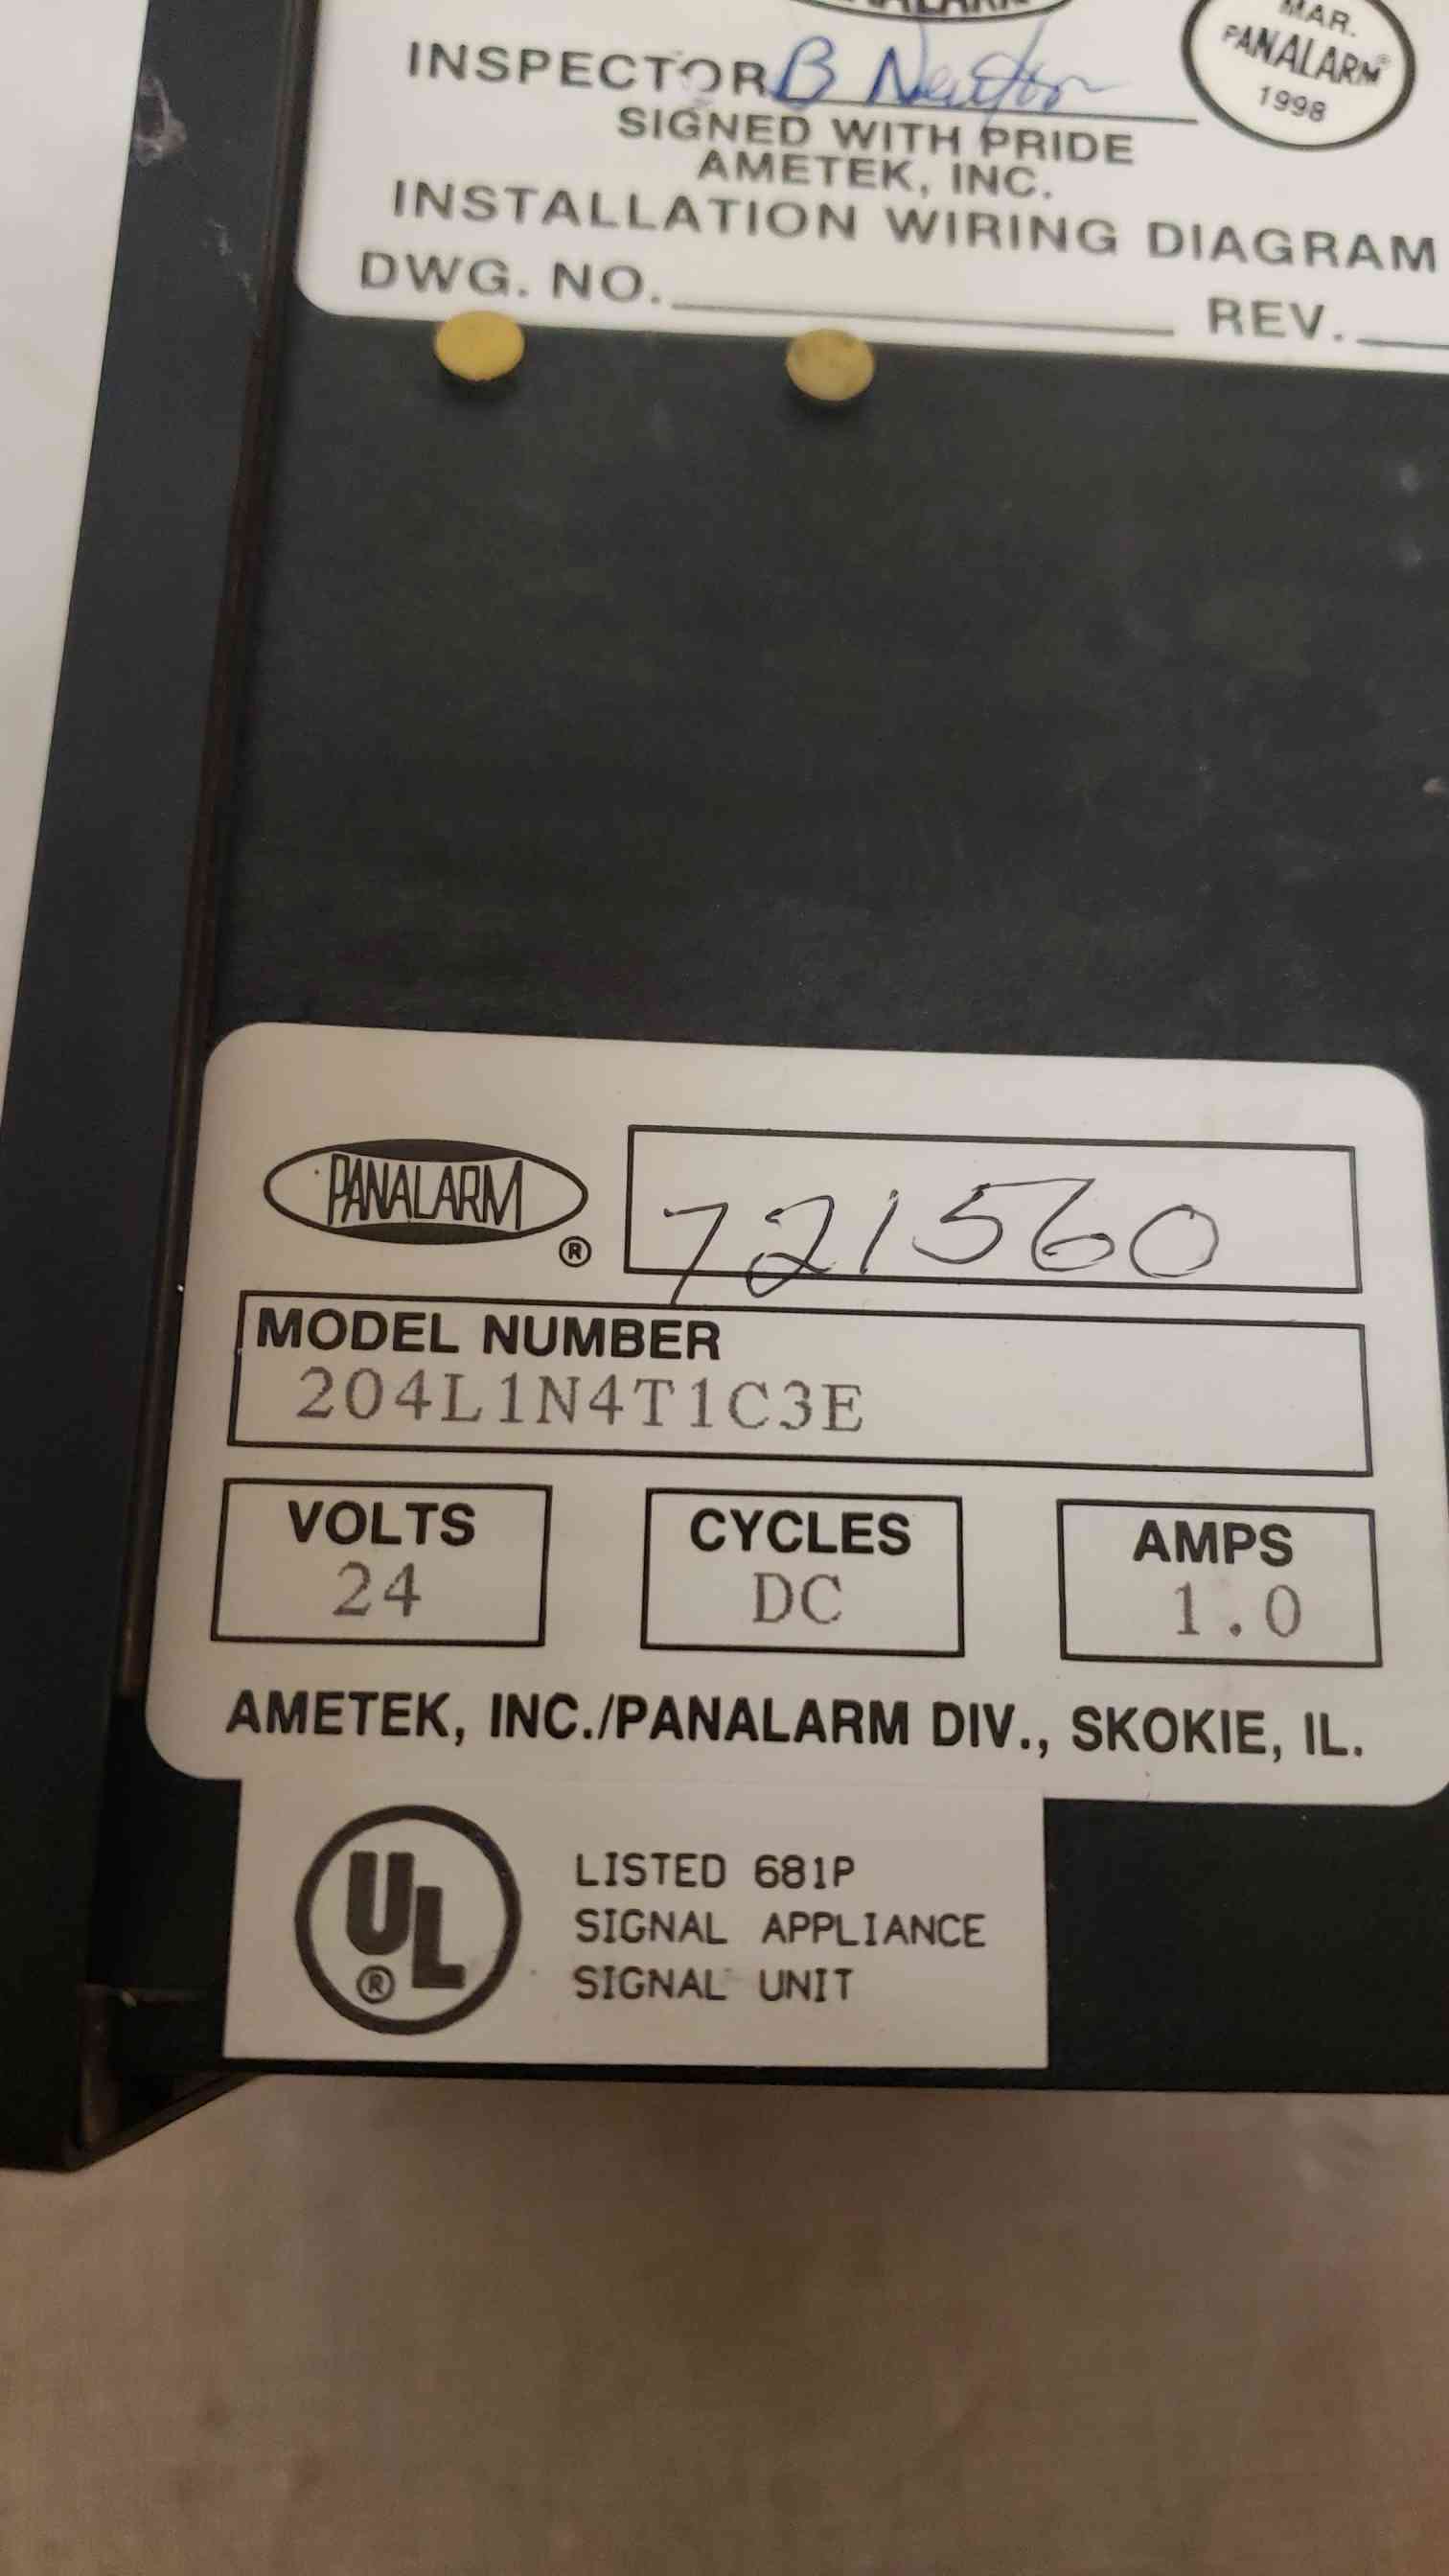 MAR.
PANALARM®
1998
INSPECTOR B Newton
SIGNED WITH PRIDE
AMETEK, INC.
INSTALLATION WIRING DIAGRAM
DWG. NO.
REV.
PANALARM
®
721560
MODEL NUMBER
204L1N4T1C3E
VOLTS
24
CYCLES
DC
AMPS
1.0
AMETEK, INC./PANALARM DIV., SKOKIE, IL.
UL
®
LISTED 681P
SIGNAL APPLIANCE
SIGNAL UNIT